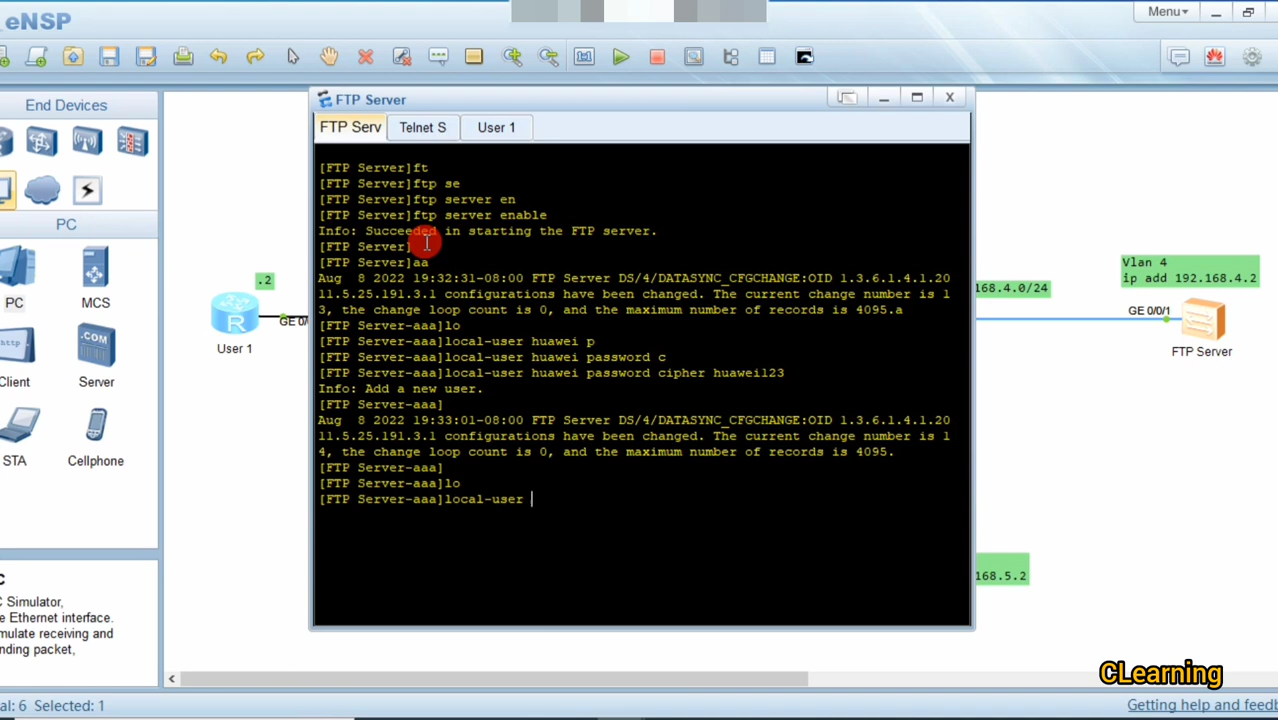 eNSP
Menu
End Devices
PC
PC
MCS
http
.COM
Client
Server
STA
Cellphone
C Simulator,
e Ethernet interface.
mulate receiving and
nding packet,
al: 6 Selected: 1
Getting help and feedb
.2
R
GE 0/0
User 1
168.4.0/24
Vlan 4
ip add 192.168.4.2
GE 0/0/1
FTP Server
168.5.2
FTP Server
FTP Serv
Telnet S
User 1
[FTP Server]ft
[FTP Server]ftp se
[FTP Server]ftp server en
[FTP Server]ftp server enable
Info: Succeeded in starting the FTP server.
[FTP Server]
[FTP Server]aa
Aug  8 2022 19:32:31-08:00 FTP Server DS/4/DATASYNC_CFGCHANGE:OID 1.3.6.1.4.1.20
11.5.25.191.3.1 configurations have been changed. The current change number is 1
3, the change loop count is 0, and the maximum number of records is 4095.a
[FTP Server-aaa]lo
[FTP Server-aaa]local-user huawei p
[FTP Server-aaa]local-user huawei password c
[FTP Server-aaa]local-user huawei password cipher huawei123
Info: Add a new user.
[FTP Server-aaa]
Aug  8 2022 19:33:01-08:00 FTP Server DS/4/DATASYNC_CFGCHANGE:OID 1.3.6.1.4.1.20
11.5.25.191.3.1 configurations have been changed. The current change number is 1
4, the change loop count is 0, and the maximum number of records is 4095.
[FTP Server-aaa]
[FTP Server-aaa]lo
[FTP Server-aaa]local-user
CLearning